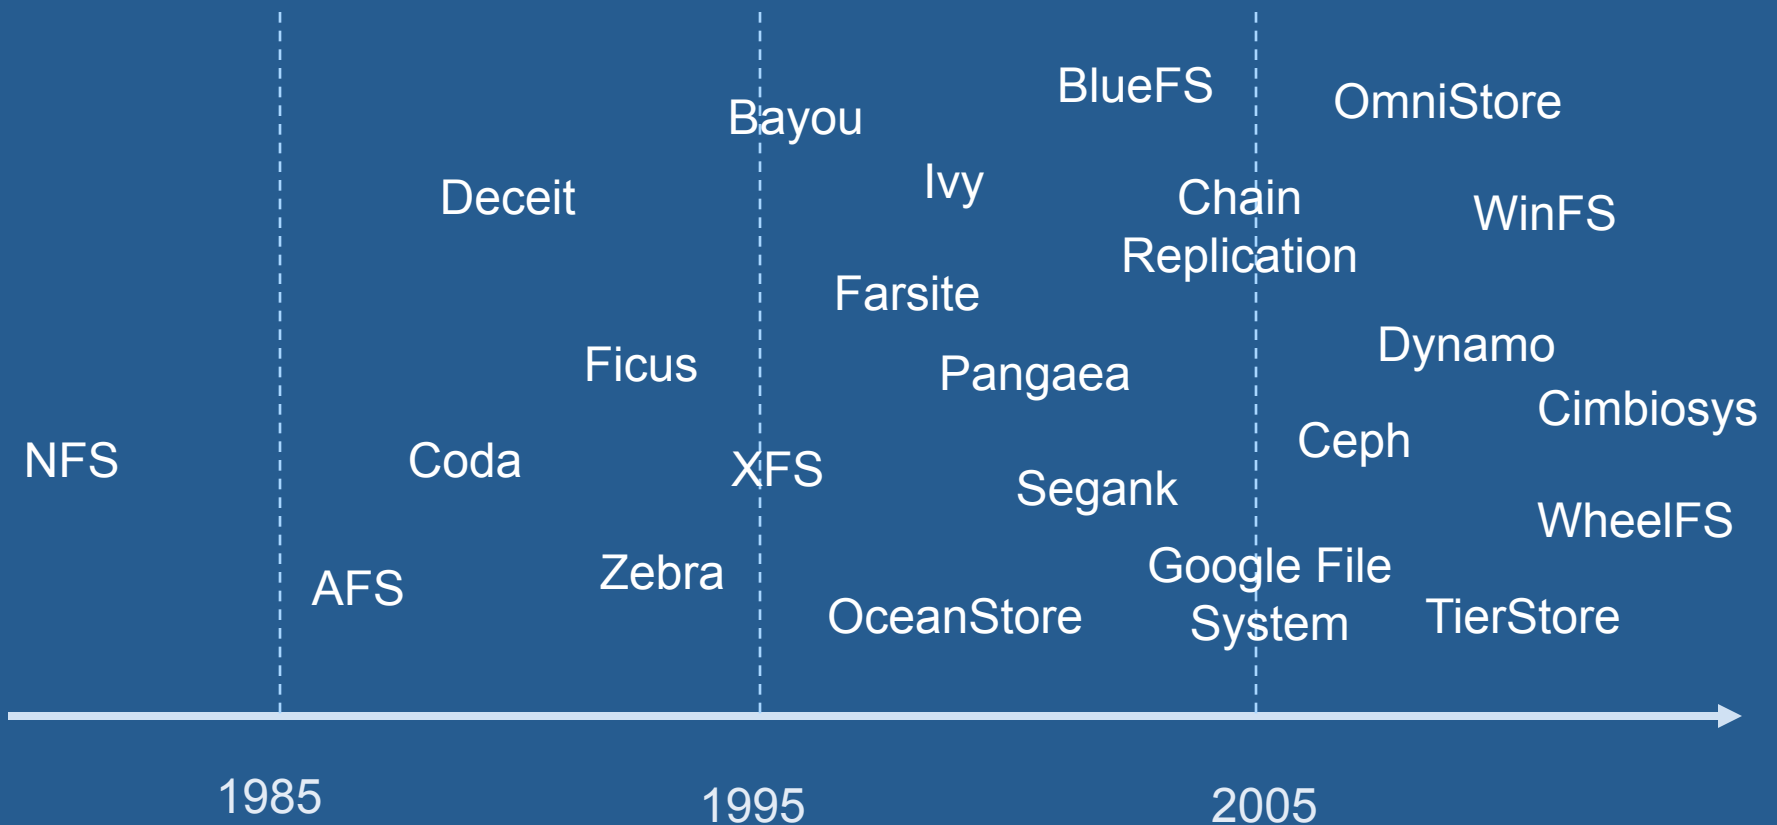 BlueFS
OmniStore
Bayou
Ivy
Deceit
Chain
Replication
WinFS
Farsite
Dynamo
Ficus
Pangaea
Cimbiosys
Ceph
NFS
Coda
XFS
Segank
WheelFS
Google File
System
Zebra
AFS
OceanStore
TierStore
1985
1995
2005